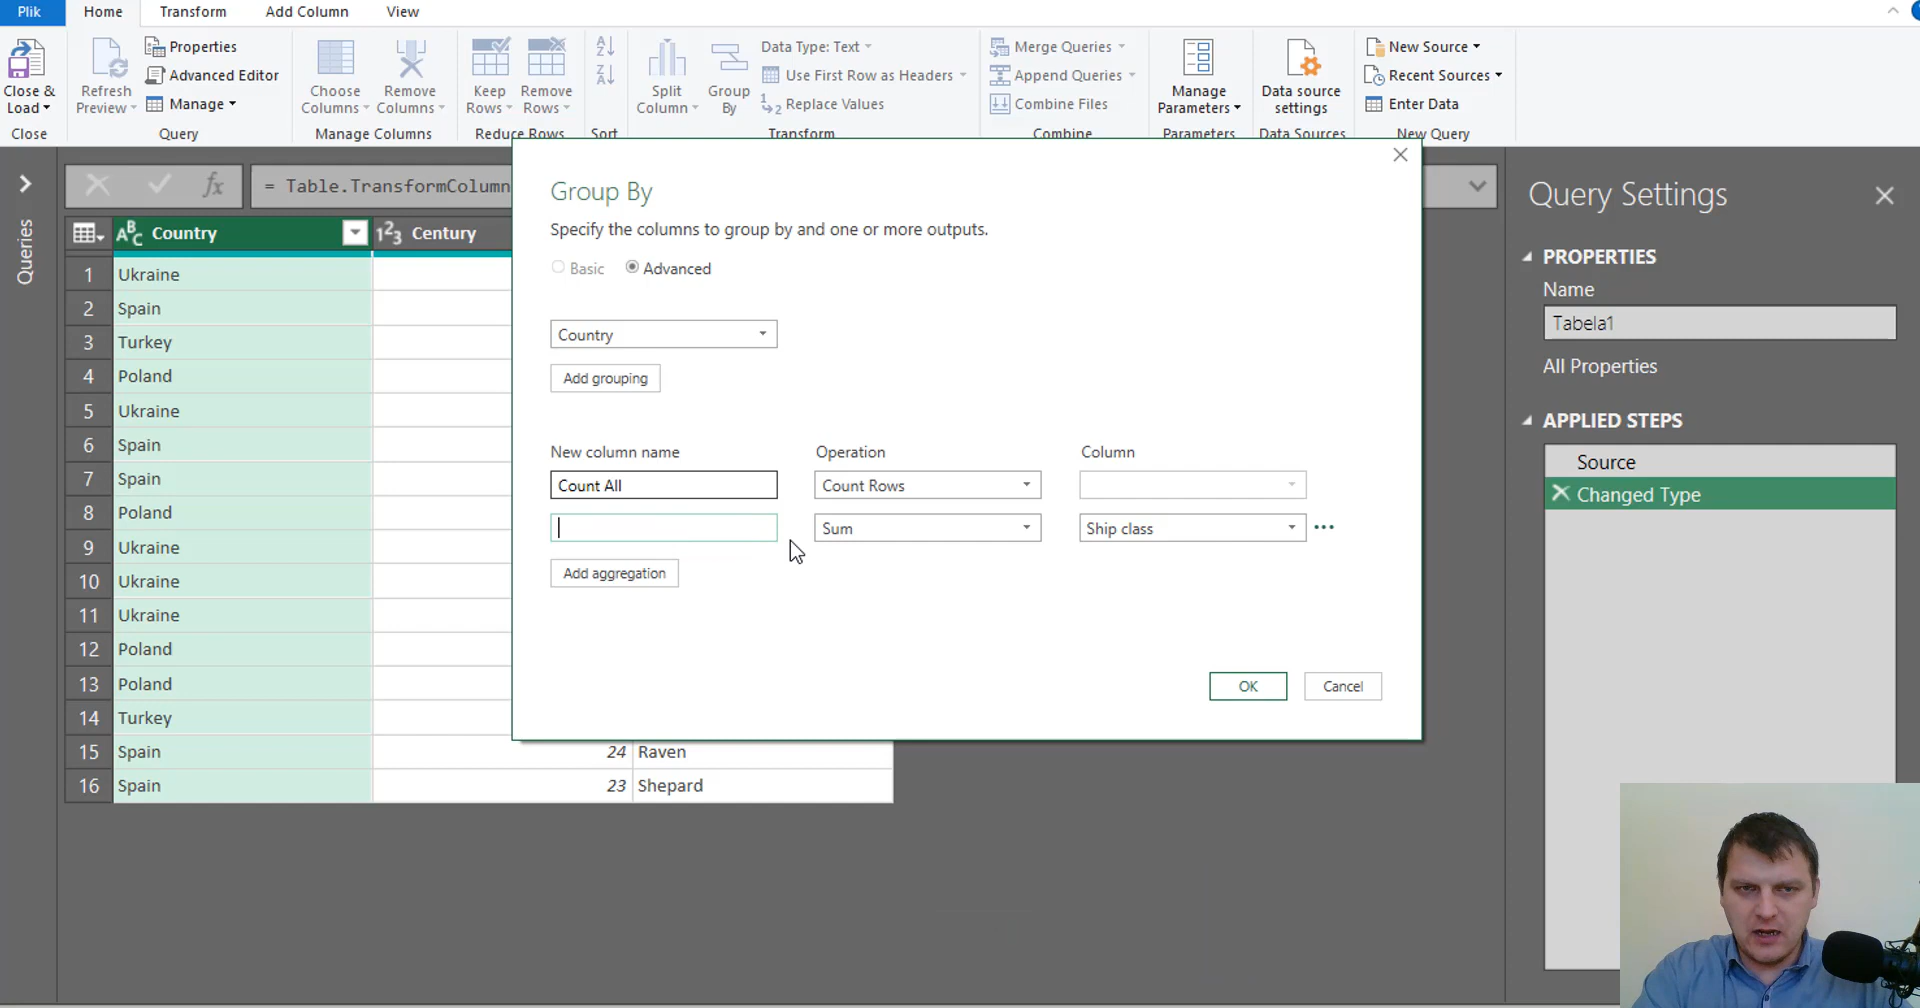 Plik
Home
Transform
Add Column
View
Close &
Load
Close
Refresh
Preview
Properties
Advanced Editor
Manage
Query
Choose
Columns
Remove
Columns
Manage Columns
Keep
Rows
Remove
Rows
Reduce Rows
Sort
Split
Column
Group
By
Data Type: Text
Use First Row as Headers
Replace Values
Transform
Merge Queries
Append Queries
Combine Files
Combine
Manage
Parameters
Parameters
Data source
settings
Data Sources
New Source
Recent Sources
Enter Data
New Query
Queries
fx
= Table.TransformColumn
Country
123 Century
1 Ukraine
2 Spain
3 Turkey
4 Poland
5 Ukraine
6 Spain
7 Spain
8 Poland
9 Ukraine
10 Ukraine
11 Ukraine
12 Poland
13 Poland
14 Turkey
15 Spain 24 Raven
16 Spain 23 Shepard
Group By
Specify the columns to group by and one or more outputs.
Basic Advanced
Country
Add grouping
New column name Operation Column
Count All Count Rows
Sum Ship class
Add aggregation
OK Cancel
Query Settings
PROPERTIES
Name
Tabela1
All Properties
APPLIED STEPS
Source
Changed Type